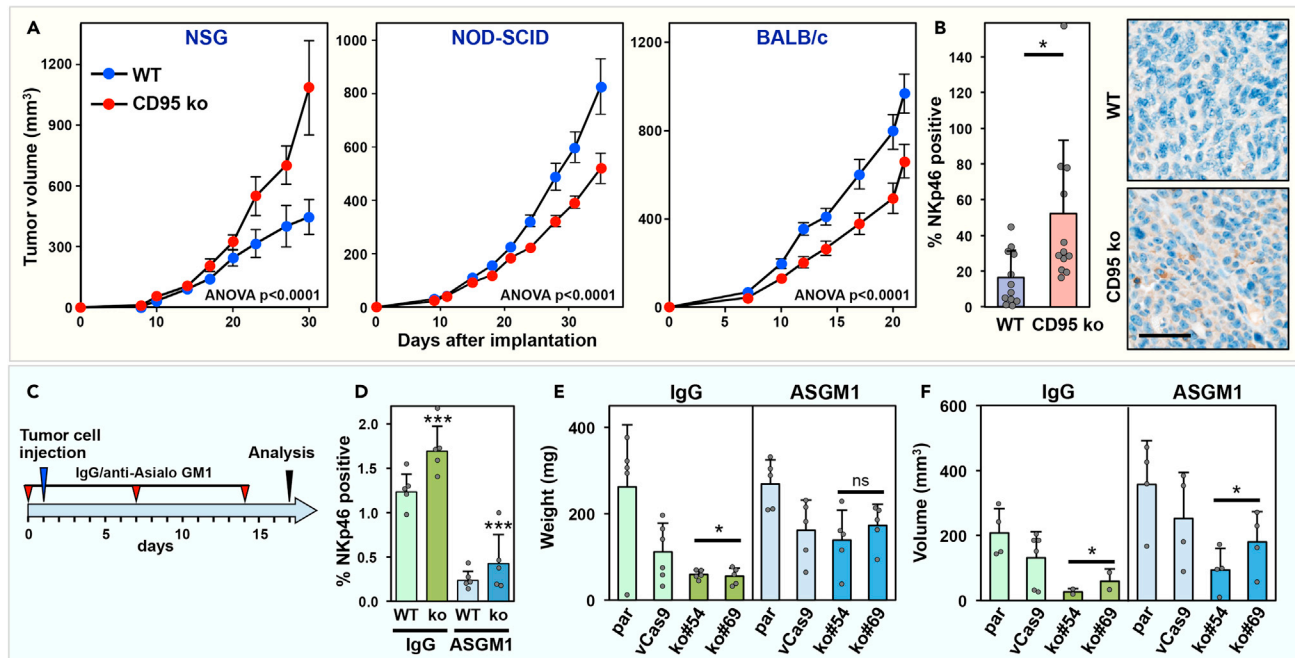 A
NSG
WT
CD95 ko
Tumor volume (mm³)
1200
900
600
300
0
0
10
20
30
ANOVA p<0.0001
NOD-SCID
1000
800
600
400
200
0
0
10
20
30
ANOVA p<0.0001
Days after implantation
BALB/c
1200
800
400
0
0
5
10
15
20
ANOVA p<0.0001
B
% NKp46 positive
140
120
100
80
60
40
20
0
*
WT
CD95 ko
WT
CD95 ko
C
Tumor cell
injection
IgG/anti-Asialo GM1
Analysis
0
5
10
15
days
D
% NKp46 positive
2.0
1.5
1.0
0.5
0.0
***
***
WT
ko
WT
ko
IgG
ASGM1
E
IgG
ASGM1
Weight (mg)
400
200
0
*
ns
par
vCas9
ko#54
ko#69
par
vCas9
ko#54
ko#69
F
IgG
ASGM1
Volume (mm³)
600
400
200
0
*
*
par
vCas9
ko#54
ko#69
par
vCas9
ko#54
ko#69